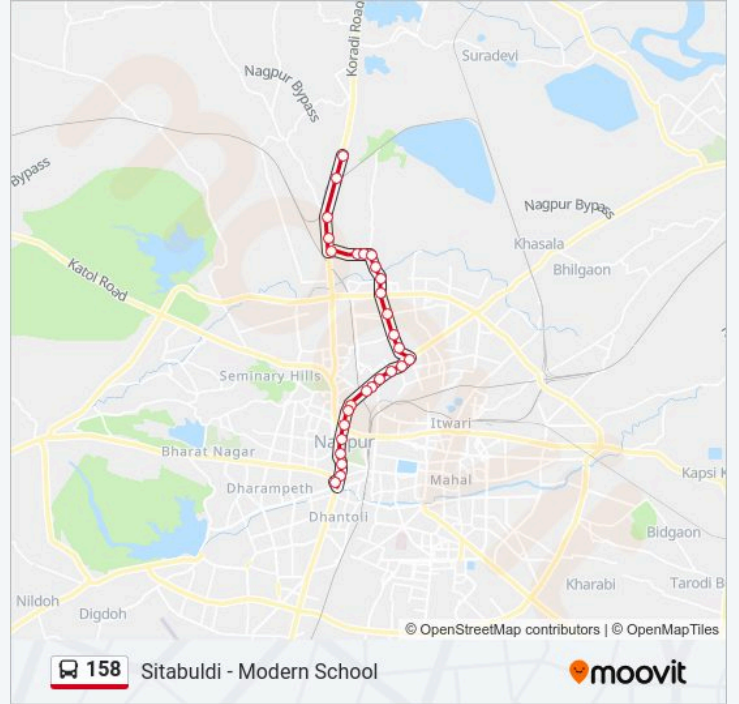 Koradi Road
Suradevi
Nagpur Bypass
Bypass
Nagpur Bypass
Khasala
Bhilgaon
Katol Road
Seminary Hills
Itwari
Nagpur
Bharat Nagar
Mahal
Kapsi K
Dharampeth
Dhantoli
Bidgaon
Kharabi
Tarodi B
Nildoh
Digdoh
© OpenStreetMap contributors | © OpenMapTiles
158 Sitabuldi - Modern School
moovit